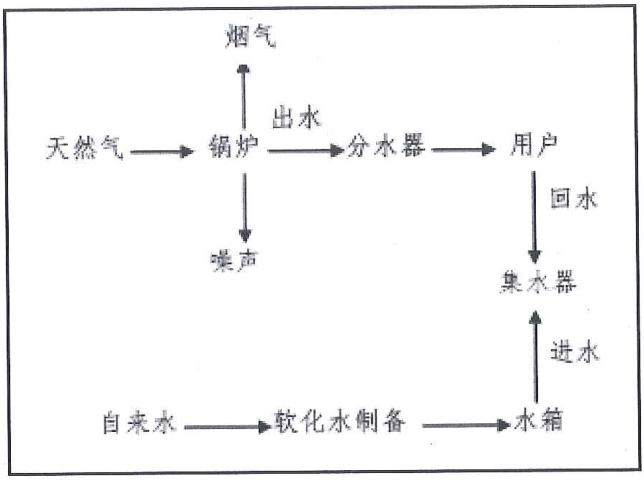 烟气
出水
天然气 锅炉 分水器 用户
回水
噪声
集水器
进水
自来水 软化水制备 水箱